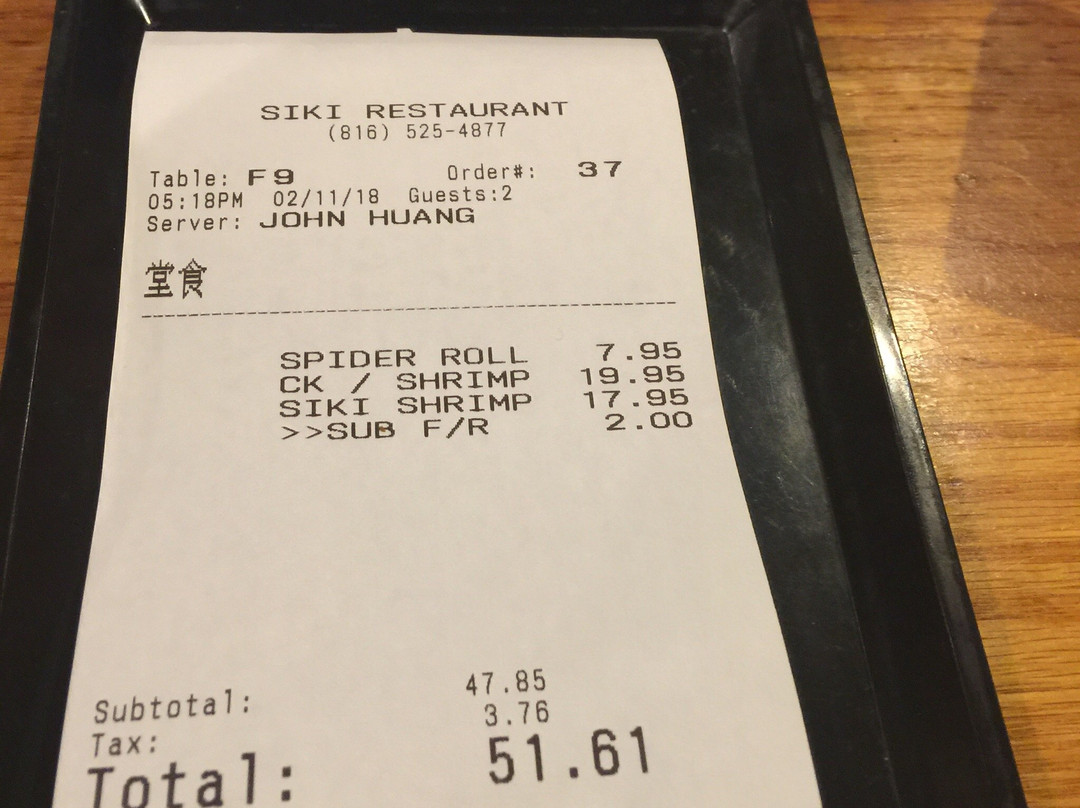 SIKI RESTAURANT
(816) 525-4877
Table: F9 Order#: 37
05:18PM 02/11/18 Guests:2
Server: JOHN HUANG
堂食
SPIDER ROLL 7.95
CK / SHRIMP 19.95
SIKI SHRIMP 17.95
>>SUB F/R 2.00
Subtotal: 47.85
Tax: 3.76
Total: 51.61